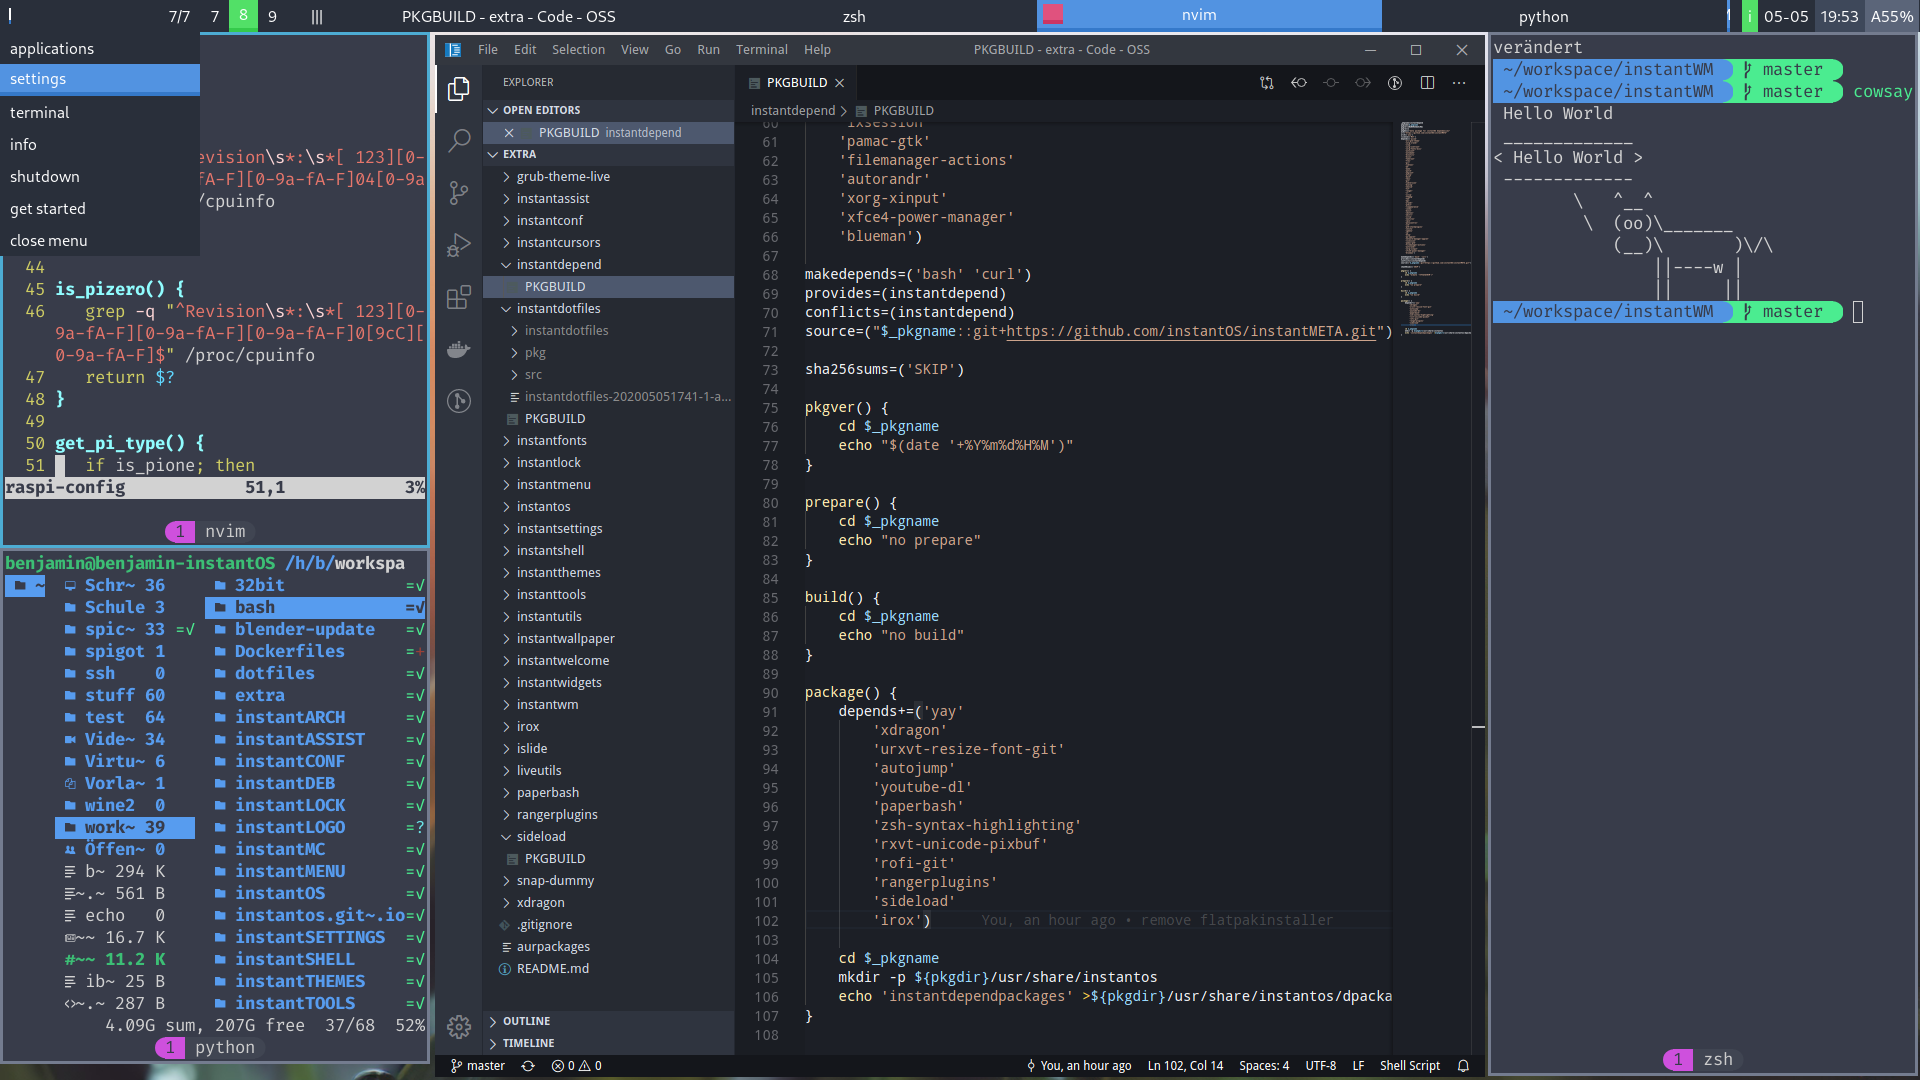 7/7 7 8 9 PKGBUILD - extra - Code - OSS zsh nvim python i 05-05 19:53 A55%
applications
settings
terminal
info
shutdown
get started
close menu
evision\s*:\s*[ 123][0-
fA-F][0-9a-fA-F]04[0-9a
/cpuinfo
44
45 is_pizero() {
46 grep -q "^Revision\s*:\s*[ 123][0-
9a-fA-F][0-9a-fA-F][0-9a-fA-F]0[9cC][
0-9a-fA-F]$" /proc/cpuinfo
47 return $?
48 }
49
50 get_pi_type() {
51 if is_pione; then
raspi-config 51,1 3%
1 nvim
benjamin@benjamin-instantOS /h/b/workspa
~
Schr~ 36
Schule 3
spic~ 33 =√
spigot 1
ssh 0
stuff 60
test 64
Vide~ 34
Virtu~ 6
Vorla~ 1
wine2 0
work~ 39
Öffen~ 0
b~ 294 K
~.~ 561 B
echo 0
~~ 16.7 K
#~~ 11.2 K
ib~ 25 B
~.~ 287 B
32bit =√
bash =√
blender-update =√
Dockerfiles =+
dotfiles =√
extra =√
instantARCH =√
instantASSIST =√
instantCONF =√
instantDEB =√
instantLOCK =√
instantLOGO =?
instantMC =√
instantMENU =√
instantOS =√
instantos.git~.io=√
instantSETTINGS =√
instantSHELL =√
instantTHEMES =√
instantTOOLS =√
4.09G sum, 207G free 37/68 52%
1 python
File Edit Selection View Go Run Terminal Help PKGBUILD - extra - Code - OSS
EXPLORER
OPEN EDITORS
PKGBUILD instantdepend
EXTRA
grub-theme-live
instantassist
instantconf
instantcursors
instantdepend
PKGBUILD
instantdotfiles
instantdotfiles
pkg
src
instantdotfiles-202005051741-1-a...
PKGBUILD
instantfonts
instantlock
instantmenu
instantos
instantsettings
instantshell
instantthemes
instanttools
instantutils
instantwallpaper
instantwelcome
instantwidgets
instantwm
irox
islide
liveutils
paperbash
rangerplugins
sideload
PKGBUILD
snap-dummy
xdragon
.gitignore
aurpackages
README.md
OUTLINE
TIMELINE
PKGBUILD
instantdepend > PKGBUILD
60 'ixsession'
61 'pamac-gtk'
62 'filemanager-actions'
63 'autorandr'
64 'xorg-xinput'
65 'xfce4-power-manager'
66 'blueman')
67
68 makedepends=('bash' 'curl')
69 provides=(instantdepend)
70 conflicts=(instantdepend)
71 source=("$_pkgname::git+https://github.com/instantOS/instantMETA.git")
72
73 sha256sums=('SKIP')
74
75 pkgver() {
76 cd $_pkgname
77 echo "$(date '+%Y%m%d%H%M')"
78 }
79
80 prepare() {
81 cd $_pkgname
82 echo "no prepare"
83 }
84
85 build() {
86 cd $_pkgname
87 echo "no build"
88 }
89
90 package() {
91 depends+=('yay'
92 'xdragon'
93 'urxvt-resize-font-git'
94 'autojump'
95 'youtube-dl'
96 'paperbash'
97 'zsh-syntax-highlighting'
98 'rxvt-unicode-pixbuf'
99 'rofi-git'
100 'rangerplugins'
101 'sideload'
102 'irox') You, an hour ago • remove flatpakinstaller
103
104 cd $_pkgname
105 mkdir -p ${pkgdir}/usr/share/instantos
106 echo 'instantdependpackages' >${pkgdir}/usr/share/instantos/dpacka
107 }
108
master 0 0 You, an hour ago Ln 102, Col 14 Spaces: 4 UTF-8 LF Shell Script
verändert
~/workspace/instantWM master
~/workspace/instantWM master cowsay
Hello World
_____________
< Hello World >
-------------
\ ^__^
\ (oo)\_______
(__)\ )\/\
||----w |
|| ||
~/workspace/instantWM master
1 zsh